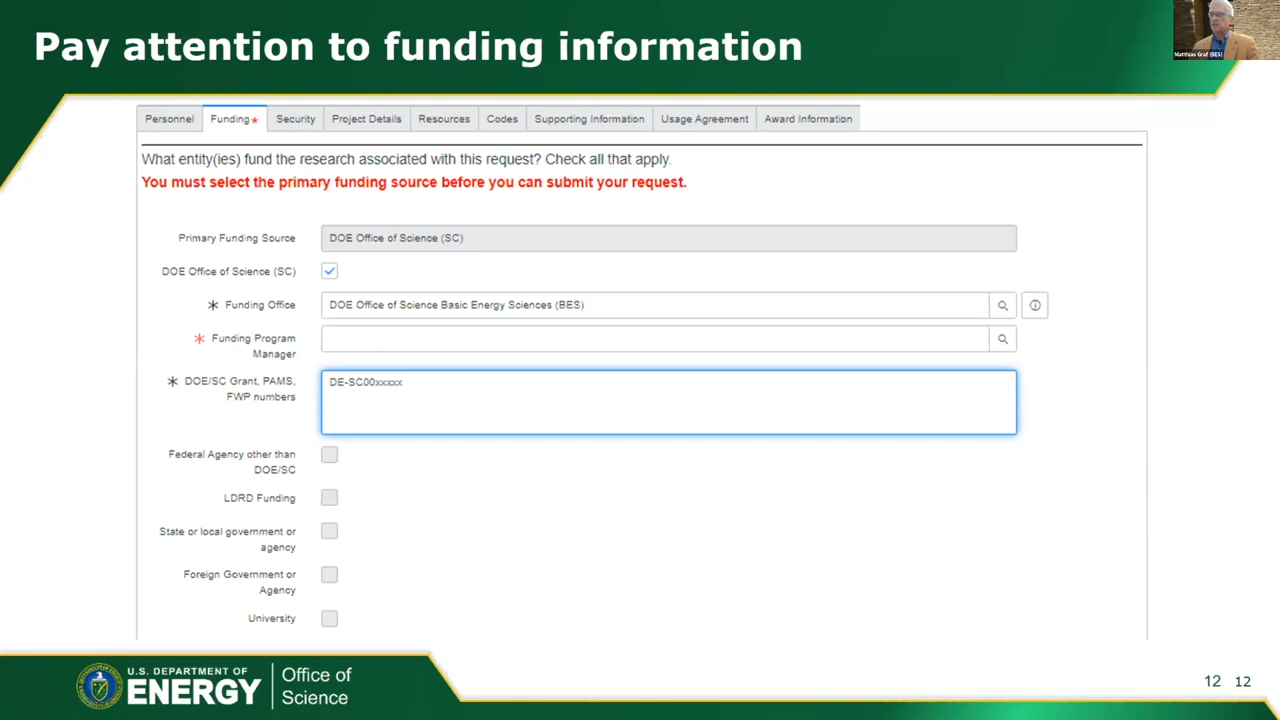 Pay attention to funding information
Matthias Graf (BES)
Personnel Funding* Security Project Details Resources Codes Supporting Information Usage Agreement Award Information
What entity(ies) fund the research associated with this request? Check all that apply.
You must select the primary funding source before you can submit your request.
Primary Funding Source DOE Office of Science (SC)
DOE Office of Science (SC)
* Funding Office DOE Office of Science Basic Energy Sciences (BES)
* Funding Program
Manager
* DOE/SC Grant, PAMS, DE-SC00xxxxx
FWP numbers
Federal Agency other than
DOE/SC
LDRD Funding
State or local government or
agency
Foreign Government or
Agency
University
U.S. DEPARTMENT OF
ENERGY
Office of
Science
12 12